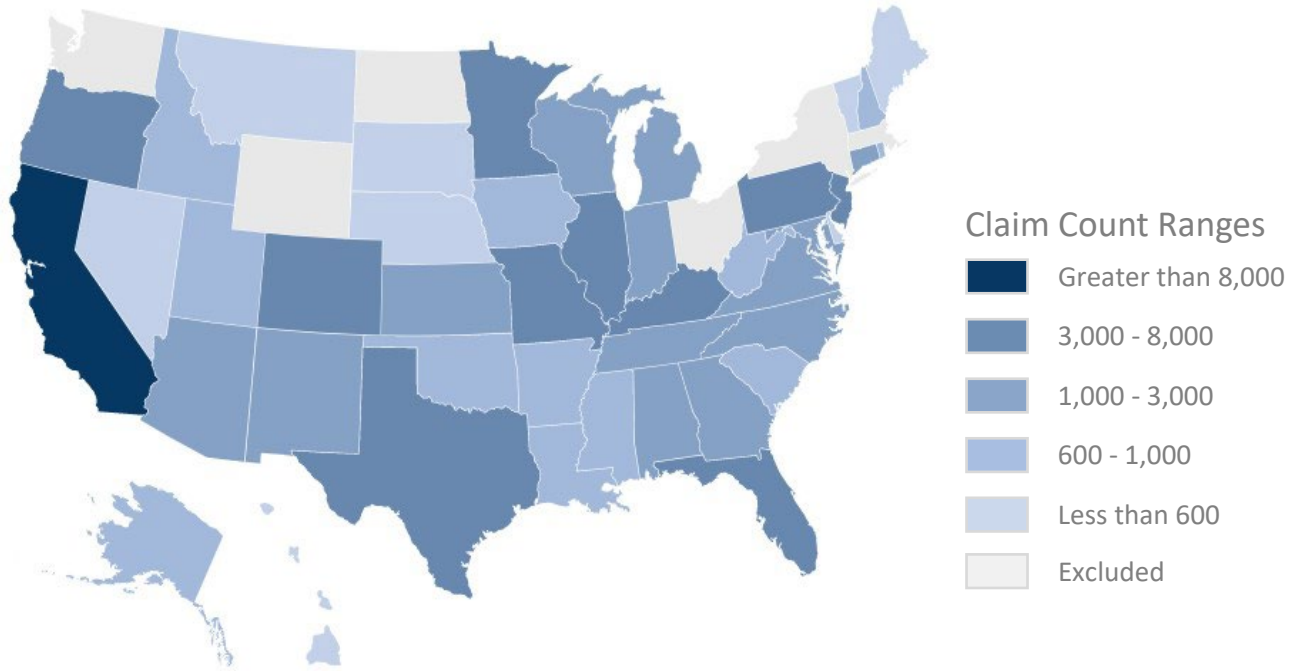 Claim Count Ranges
Greater than 8,000
3,000 - 8,000
1,000 - 3,000
600 - 1,000
Less than 600
Excluded